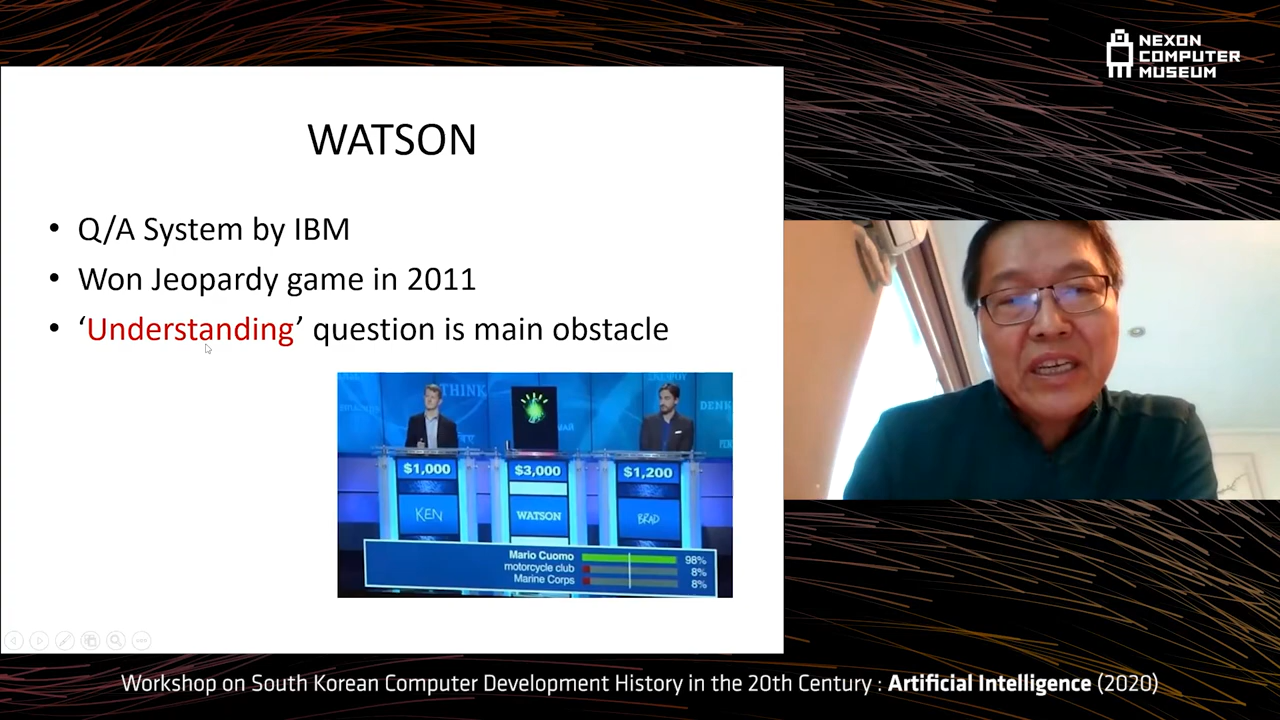 NEXON
COMPUTER
MUSEUM
WATSON
• Q/A System by IBM
• Won Jeopardy game in 2011
• ‘Understanding’ question is main obstacle
THINK
$1,000
$3,000
$1,200
KEN
WATSON
BRAD
Mario Cuomo 98%
motorcycle club 8%
Marine Corps 8%
Workshop on South Korean Computer Development History in the 20th Century : Artificial Intelligence (2020)